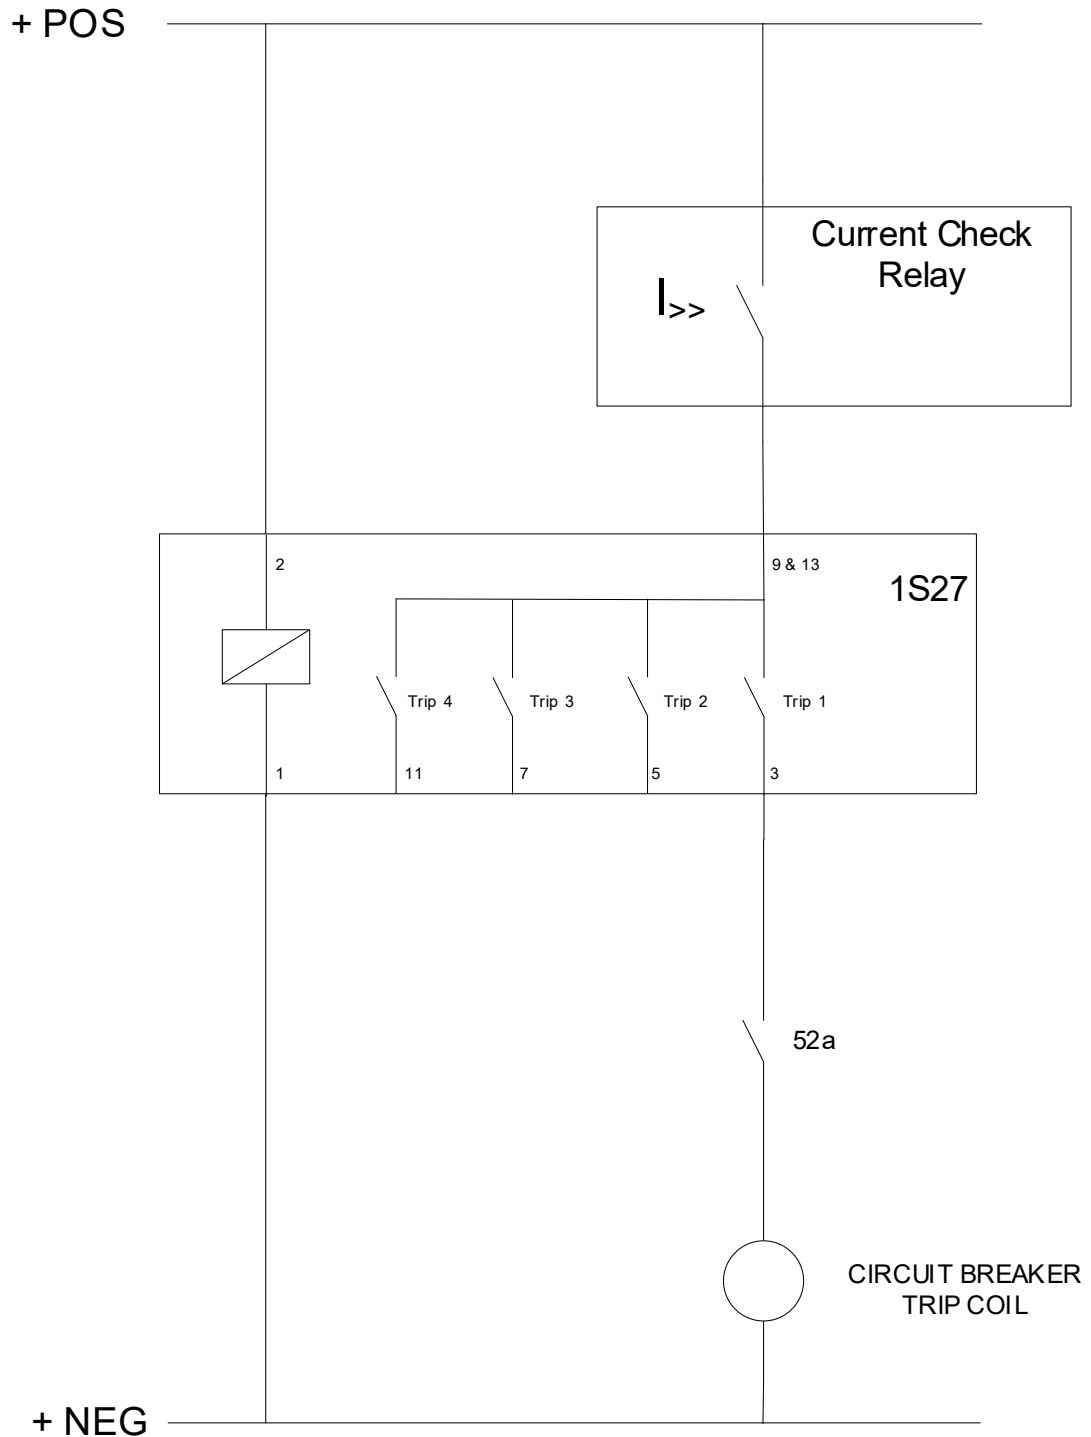 + POS
Current Check
Relay
I>>
2
9 & 13
1S27
Trip 4
Trip 3
Trip 2
Trip 1
1
11
7
5
3
52a
CIRCUIT BREAKER
TRIP COIL
+ NEG